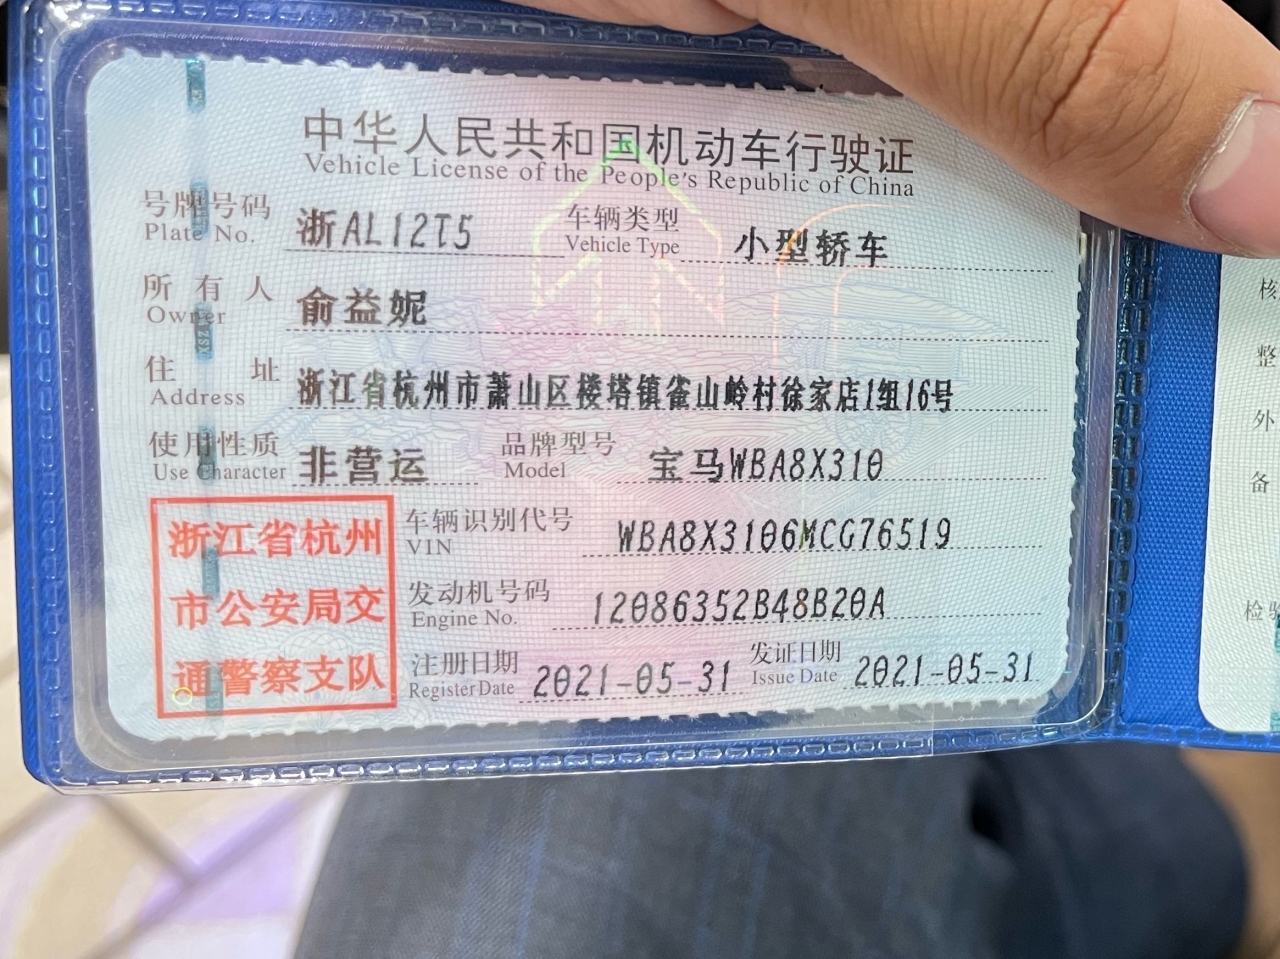 中华人民共和国机动车行驶证
Vehicle License of the People's Republic of China
号牌号码 浙AL12T5 车辆类型 小型轿车
Plate No. Vehicle Type
所有人 俞益妮
Owner
住址 浙江省杭州市萧山区楼塔镇雀山岭村徐家店1组16号
Address
使用性质 非营运 品牌型号 宝马WBA8X310
Use Character Model
浙江省杭州
市公安局交
通警察支队
车辆识别代号 WBA8X3106MCG76519
VIN
发动机号码 12086352B48B20A
Engine No.
注册日期 2021-05-31 发证日期 2021-05-31
Register Date Issue Date
核
整
外
备
检验